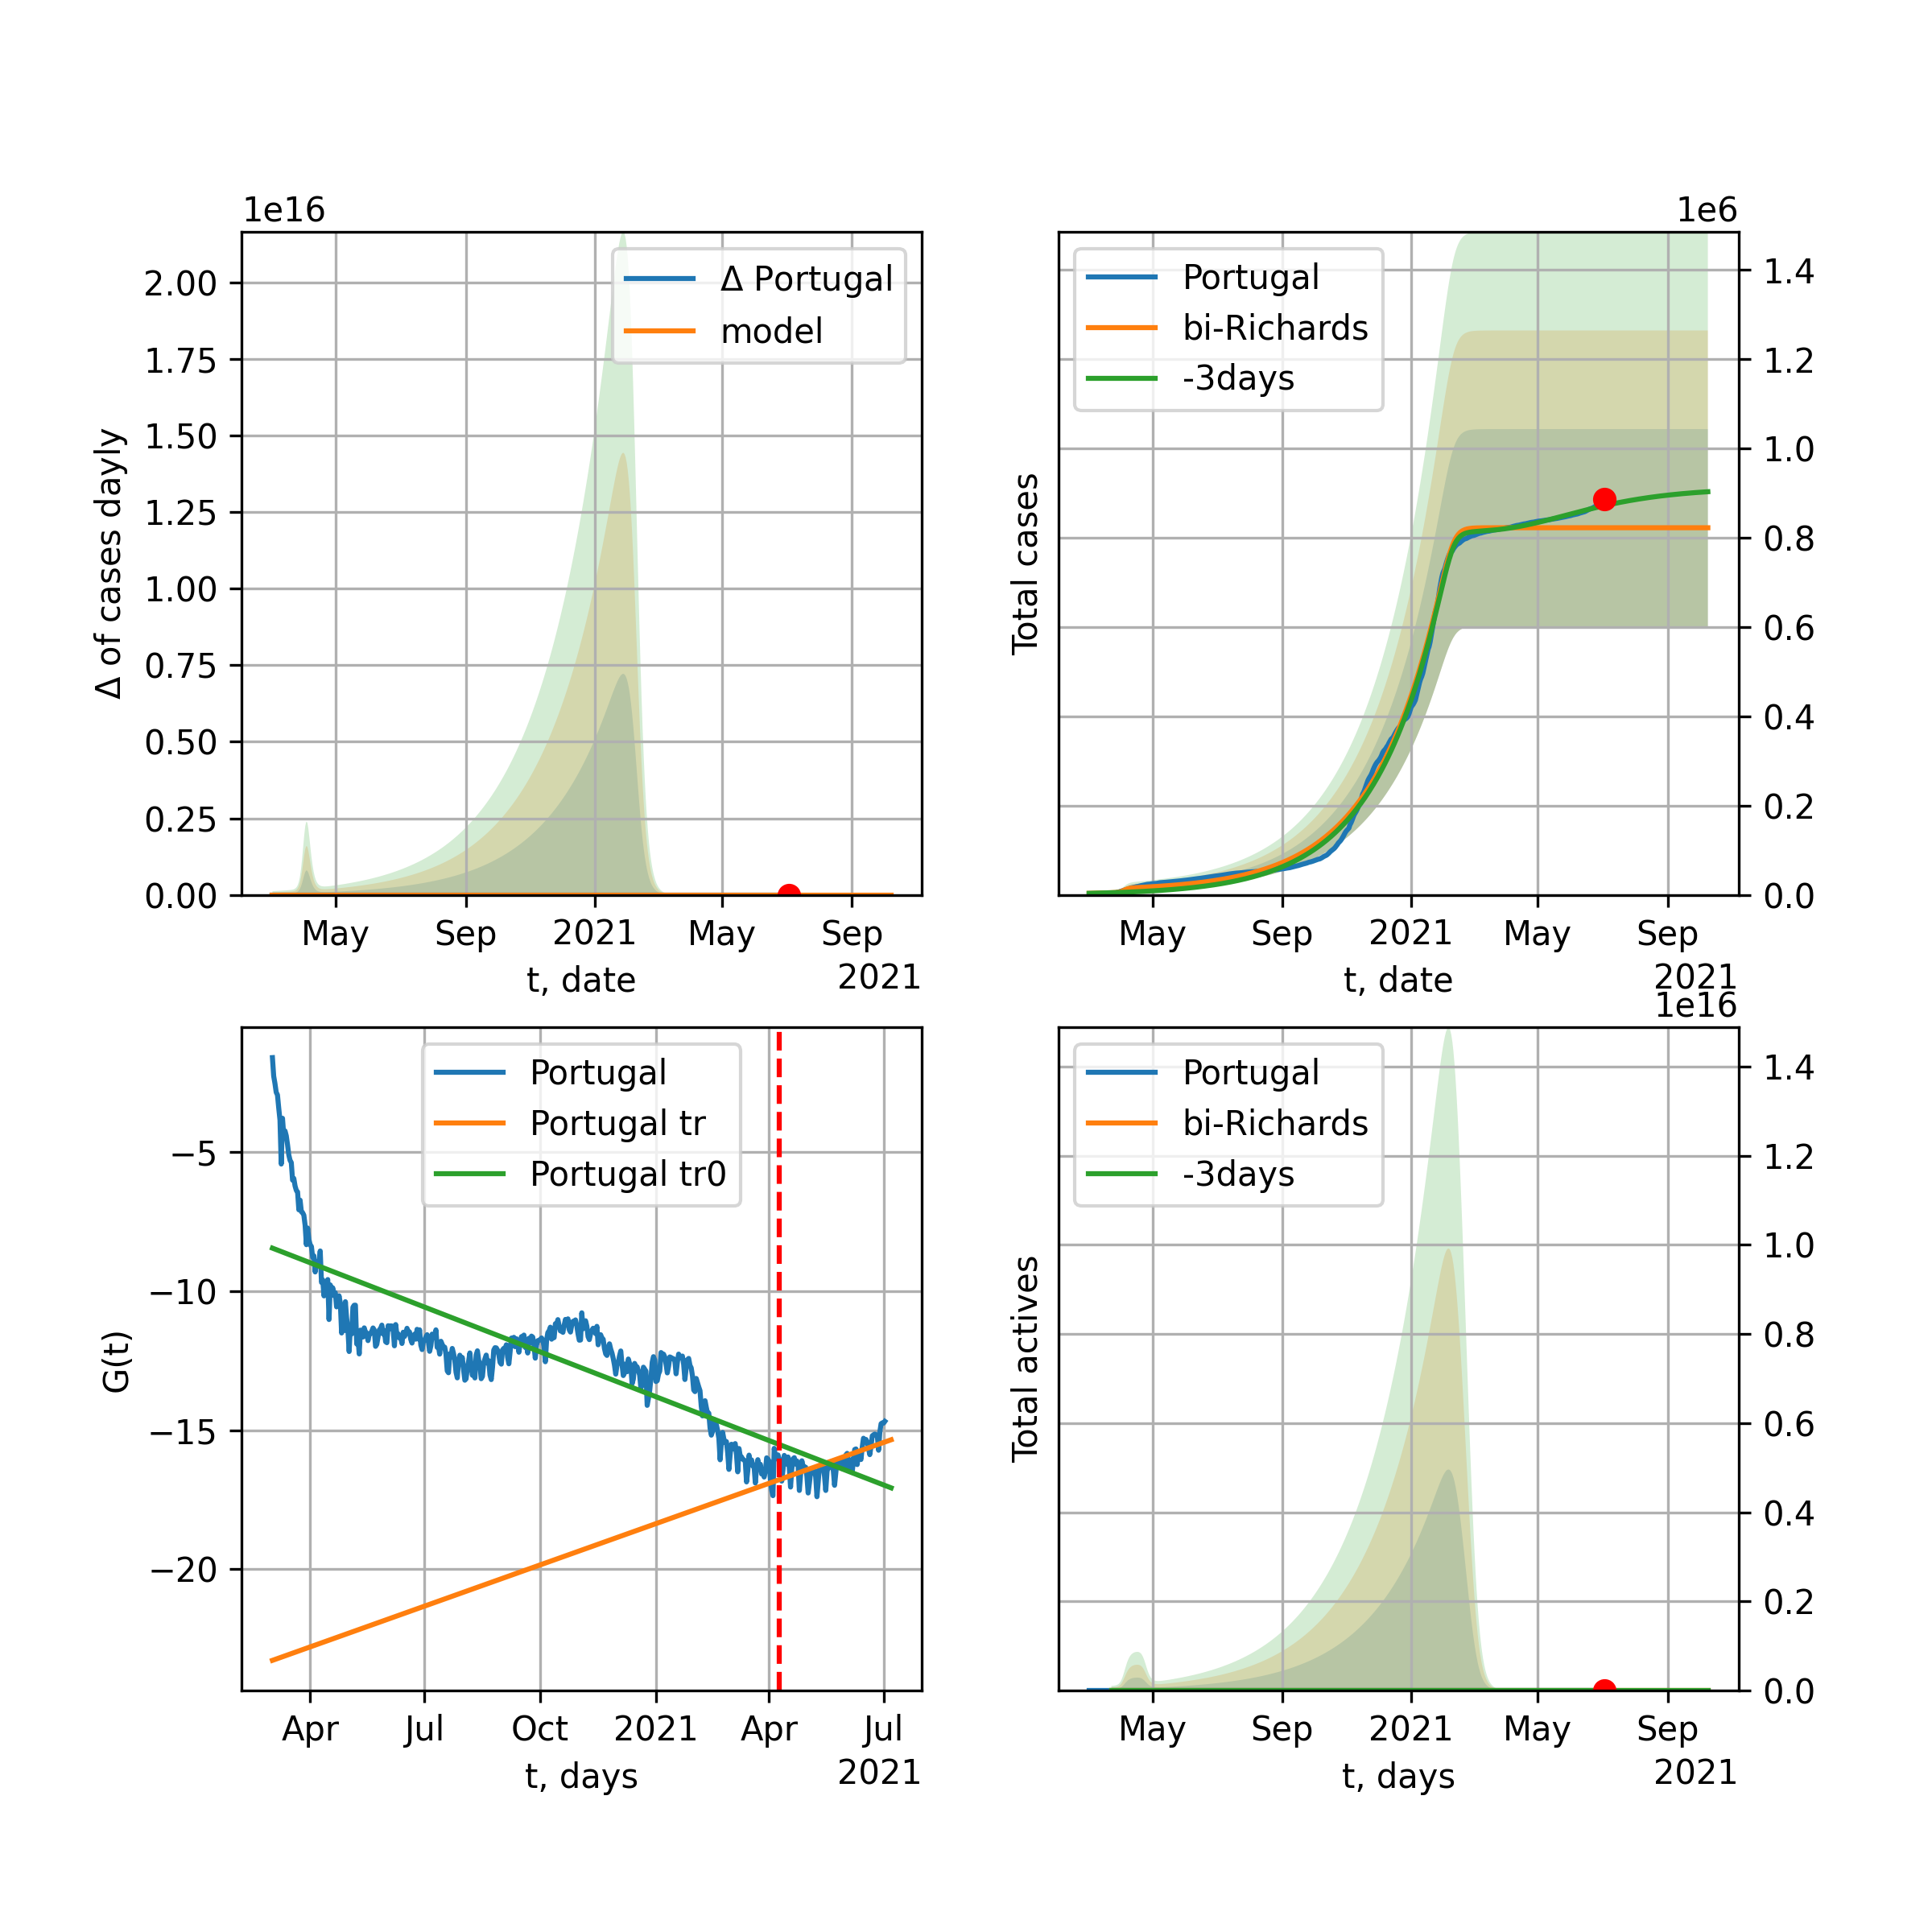 1e16
Δ of cases dayly
2.00
1.75
1.50
1.25
1.00
0.75
0.50
0.25
0.00
Δ Portugal
model
May Sep 2021 May Sep
t, date
2021
1e6
Total cases
Portugal
bi-Richards
-3days
1.4
1.2
1.0
0.8
0.6
0.4
0.2
0.0
May Sep 2021 May Sep
t, date
2021
G(t)
−5
−10
−15
−20
Portugal
Portugal tr
Portugal tr0
Apr Jul Oct 2021 Apr Jul
t, days
2021
1e16
Total actives
Portugal
bi-Richards
-3days
1.4
1.2
1.0
0.8
0.6
0.4
0.2
0.0
May Sep 2021 May Sep
t, days
2021